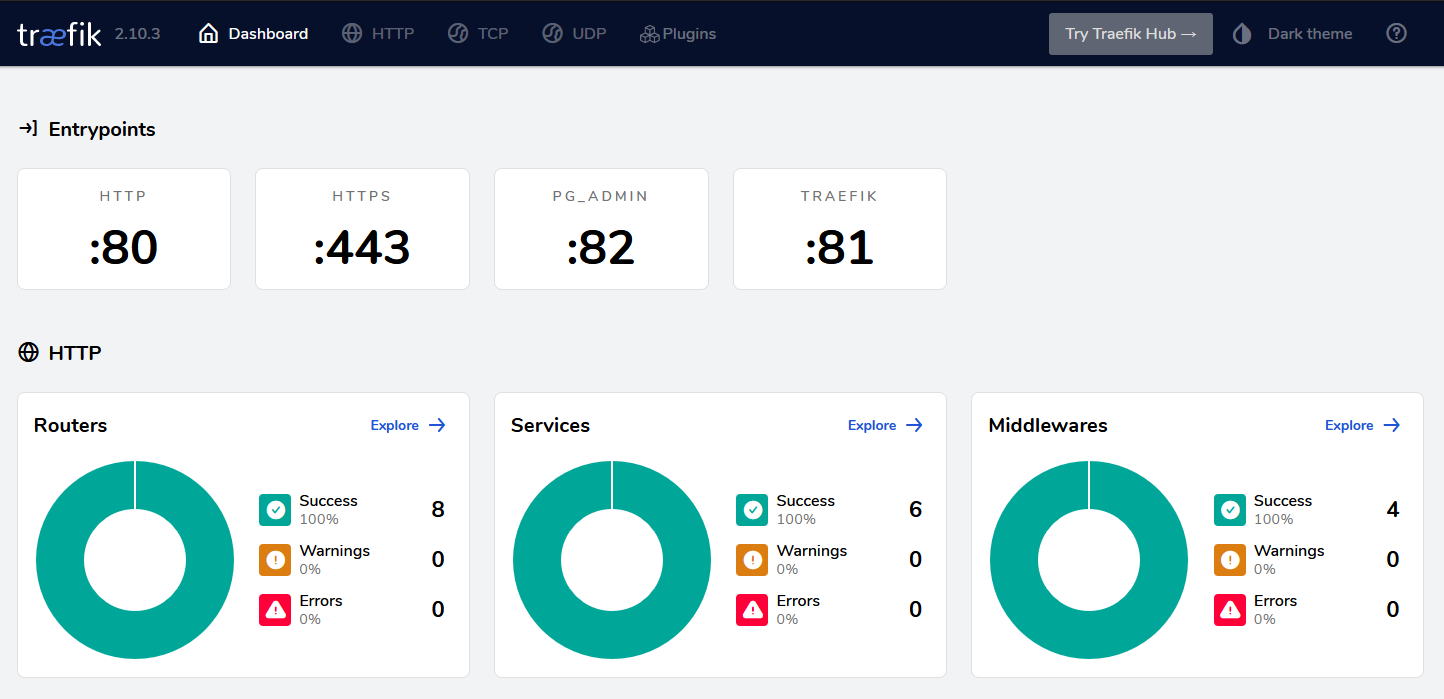 træfik 2.10.3 Dashboard HTTP TCP UDP Plugins Try Traefik Hub → Dark theme
Entrypoints
HTTP HTTPS PG_ADMIN TRAEFIK
:80 :443 :82 :81
HTTP
Routers Explore → Services Explore → Middlewares Explore →
Success 8 Success 6 Success 4
100% 100% 100%
Warnings 0 Warnings 0 Warnings 0
0% 0% 0%
Errors 0 Errors 0 Errors 0
0% 0% 0%